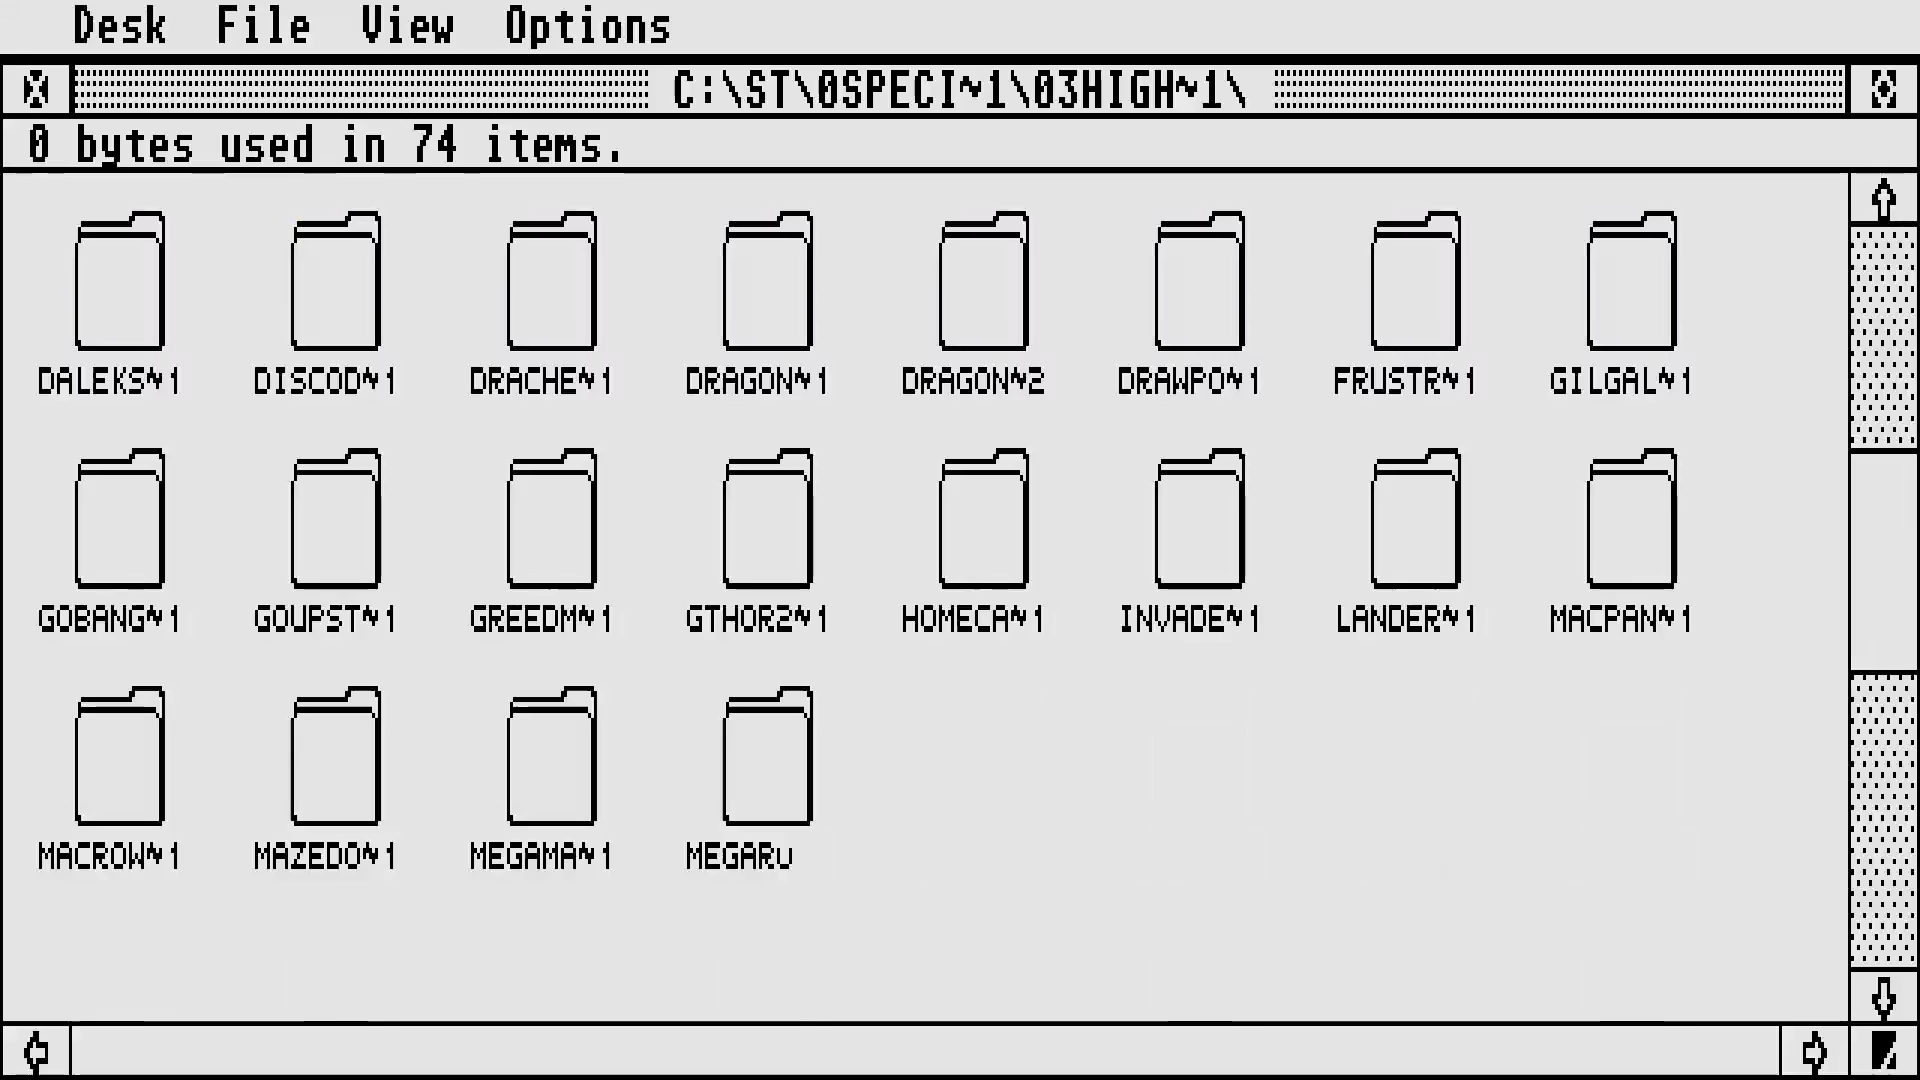 Desk File View Options
C:\ST\0SPECI~1\03HIGH~1\
0 bytes used in 74 items.
DALEKS~1 DISCOD~1 DRACHE~1 DRAGON~1 DRAGON~2 DRAWPO~1 FRUSTR~1 GILGAL~1
GOBANG~1 GOUPST~1 GREEDM~1 GTHOR2~1 HOMECA~1 INVADE~1 LANDER~1 MACPAN~1
MACROW~1 MAZEDO~1 MEGAMA~1 MEGARU